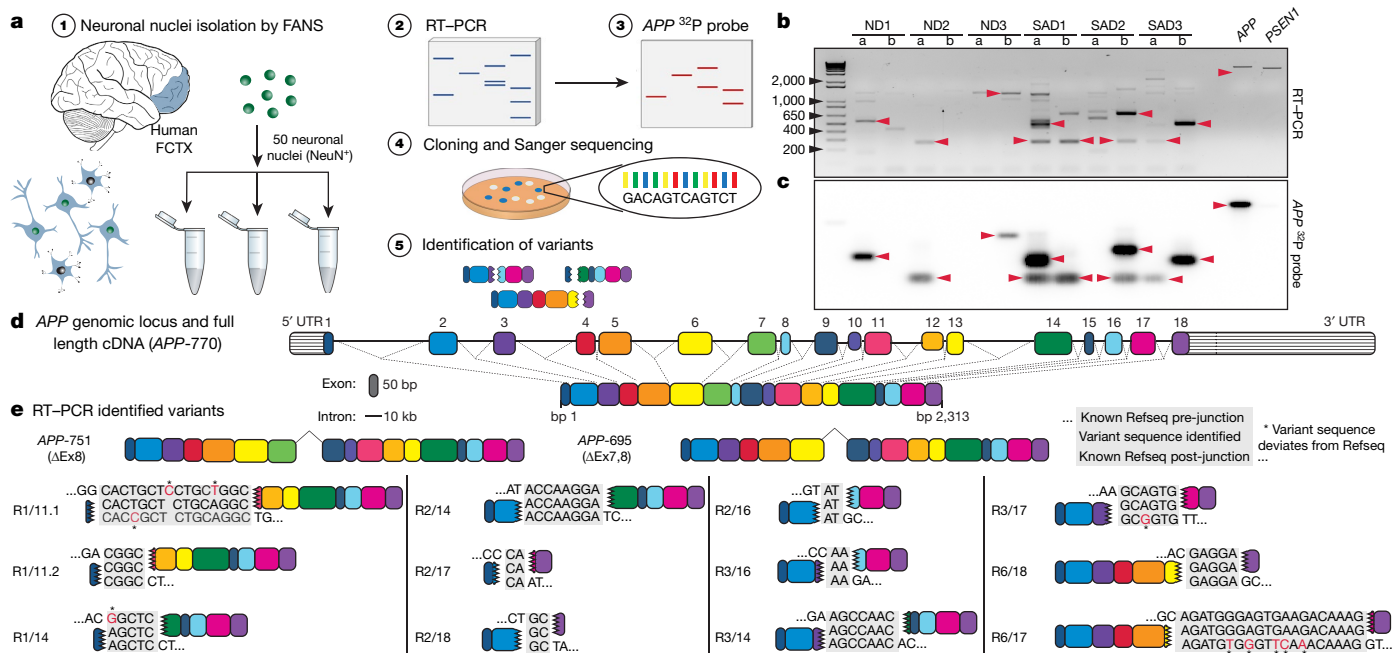 a
1 Neuronal nuclei isolation by FANS
Human
FCTX
50 neuronal
nuclei (NeuN+)
2 RT–PCR
3 APP 32P probe
4 Cloning and Sanger sequencing
GACAGTCAGTCT
5 Identification of variants
b
ND1 ND2 ND3 SAD1 SAD2 SAD3
a b a b a b a b a b a b
APP PSEN1
2,000
1,000
650
400
200
RT–PCR
c
APP 32P probe
d APP genomic locus and full
length cDNA (APP-770)
5′ UTR 1 2 3 4 5 6 7 8 9 10 11 12 13 14 15 16 17 18 3′ UTR
Exon: 50 bp
Intron: 10 kb
bp 1 bp 2,313
e RT–PCR identified variants
APP-751
(ΔEx8)
APP-695
(ΔEx7,8)
... Known Refseq pre-junction
Variant sequence identified
Known Refseq post-junction ...
* Variant sequence
deviates from Refseq
R1/11.1
* *
...GG CACTGCTCCTGCTTGGC
CACTGCT CTGCAGGC
CACCGCT CTGCAGGC TG...
*
R1/11.2
...GA CGGC
CGGC
CGGC CT...
R1/14
*
...AC GGCTC
AGCTC
AGCTC CT...
R2/14
...AT ACCAAGGA
ACCAAGGA
ACCAAGGA TC...
R2/17
...CC CA
CA
CA AT...
R2/18
...CT GC
GC
GC TA...
R2/16
...GT AT
AT
AT GC...
R3/16
...CC AA
AA
AA GA...
R3/14
...GA AGCCAAC
AGCCAAC
AGCCAAC AC...
R3/17
...AA GCAGTG
GCAGTG
GCGGTG TT...
*
R6/18
...AC GAGGA
GAGGA
GAGGA GC...
R6/17
...GC AGATGGGAGTGAAGACAAAG
AGATGGGAGTGAAGACAAAG
AGATGTGGGTTCAAACAAAG GT...
* * * * *